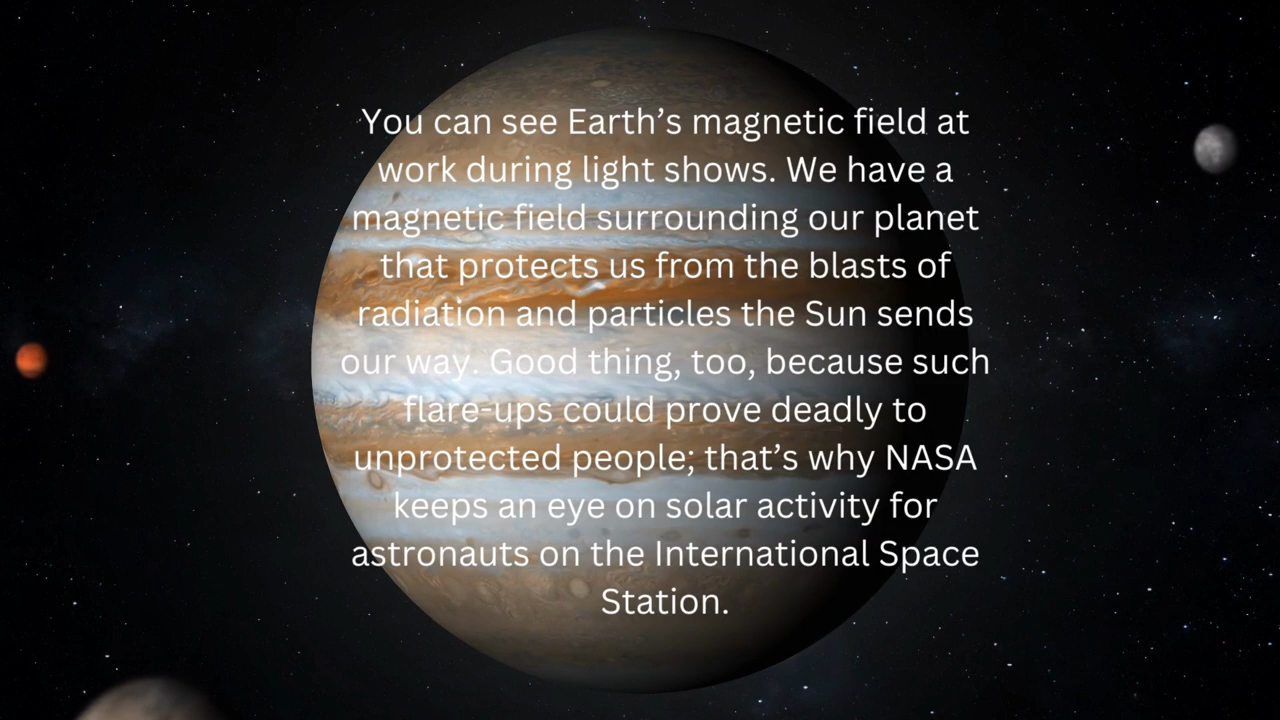 You can see Earth’s magnetic field at
work during light shows. We have a
magnetic field surrounding our planet
that protects us from the blasts of
radiation and particles the Sun sends
our way. Good thing, too, because such
flare-ups could prove deadly to
unprotected people; that’s why NASA
keeps an eye on solar activity for
astronauts on the International Space
Station.